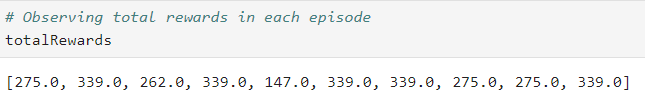 # Observing total rewards in each episode
totalRewards
[275.0, 339.0, 262.0, 339.0, 147.0, 339.0, 339.0, 275.0, 275.0, 339.0]